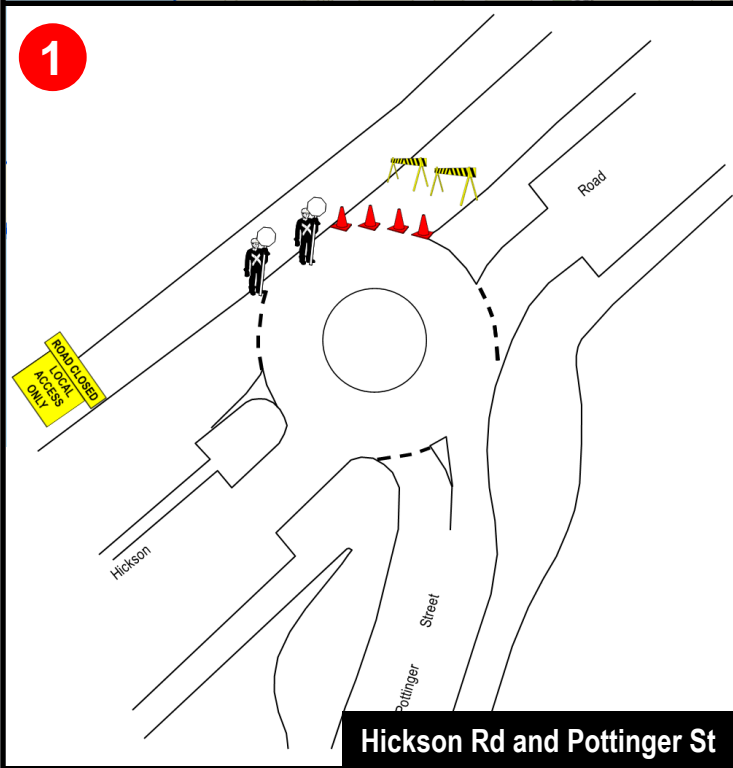 1
Road
ROAD CLOSED
LOCAL
ACCESS
ONLY
Hickson
Street
Pottinger
Hickson Rd and Pottinger St